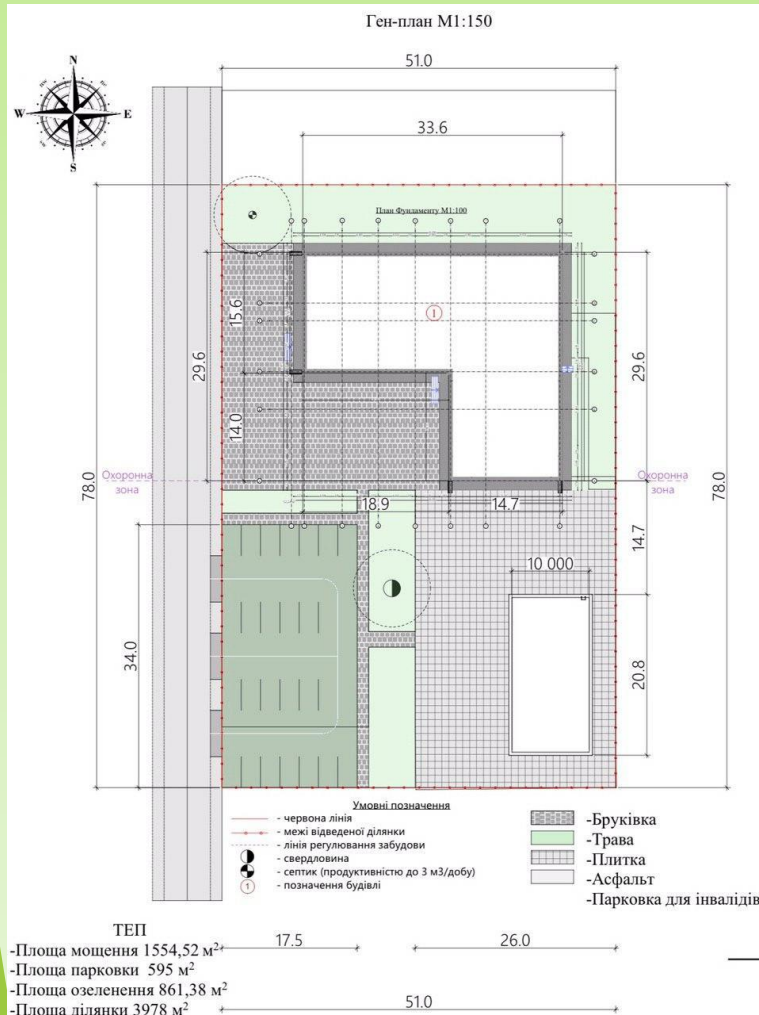 Ген-план М1:150
51.0
N
W E
S
33.6
План Фундаменту М1:100
1
15.6
29.6
29.6
14.0
78.0
78.0
Охоронна зона
Охоронна зона
18.9
14.7
14.7
10 000
34.0
20.8
Умовні позначення
- червона лінія
- межі відведеної ділянки
- лінія регулювання забудови
- свердловина
- септик (продуктивністю до 3 м3/добу)
1 - позначення будівлі
-Бруківка
-Трава
-Плитка
-Асфальт
-Парковка для інвалідів
ТЕП
-Площа мощення 1554,52 м²
-Площа парковки 595 м²
-Площа озеленення 861,38 м²
-Площа ділянки 3978 м²
17.5
26.0
51.0